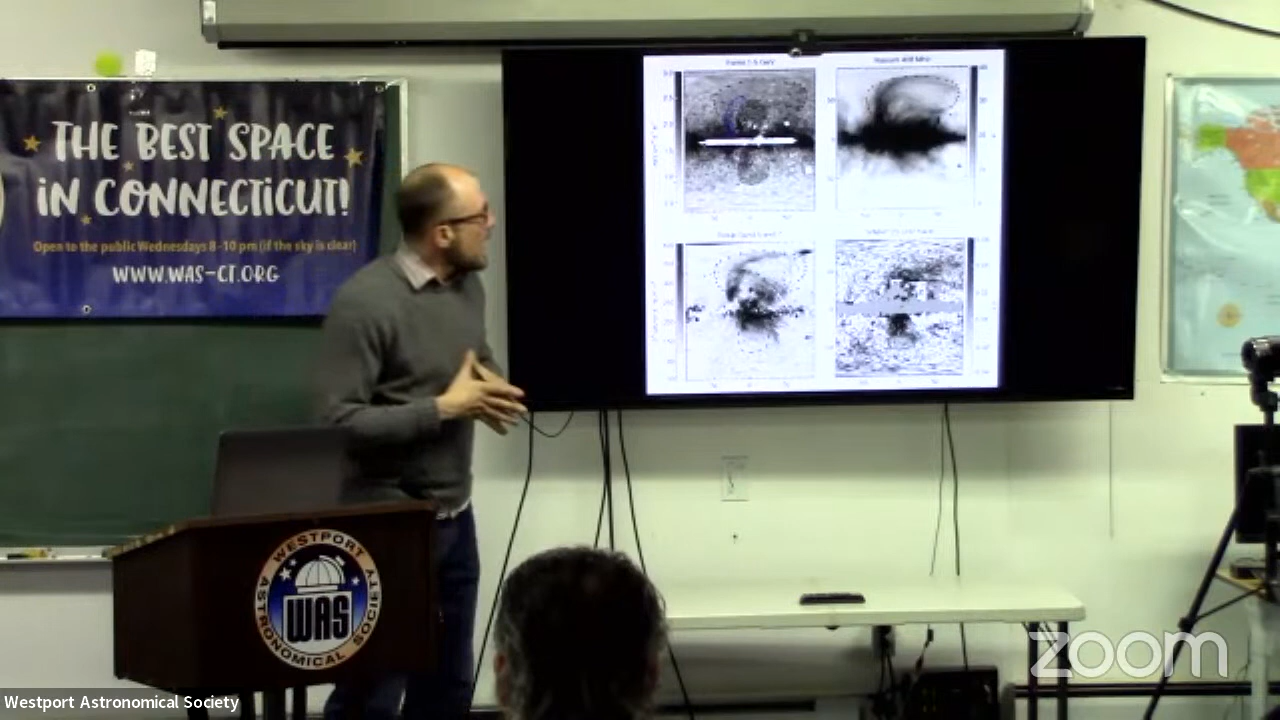 THE BEST SPACE
IN CONNECTICUT!
Open to the public Wednesdays 8-10 pm (if the sky is clear)
WWW.WAS-CT.ORG
WESTPORT
ASTRONOMICAL SOCIETY
WAS
zoom
Westport Astronomical Society